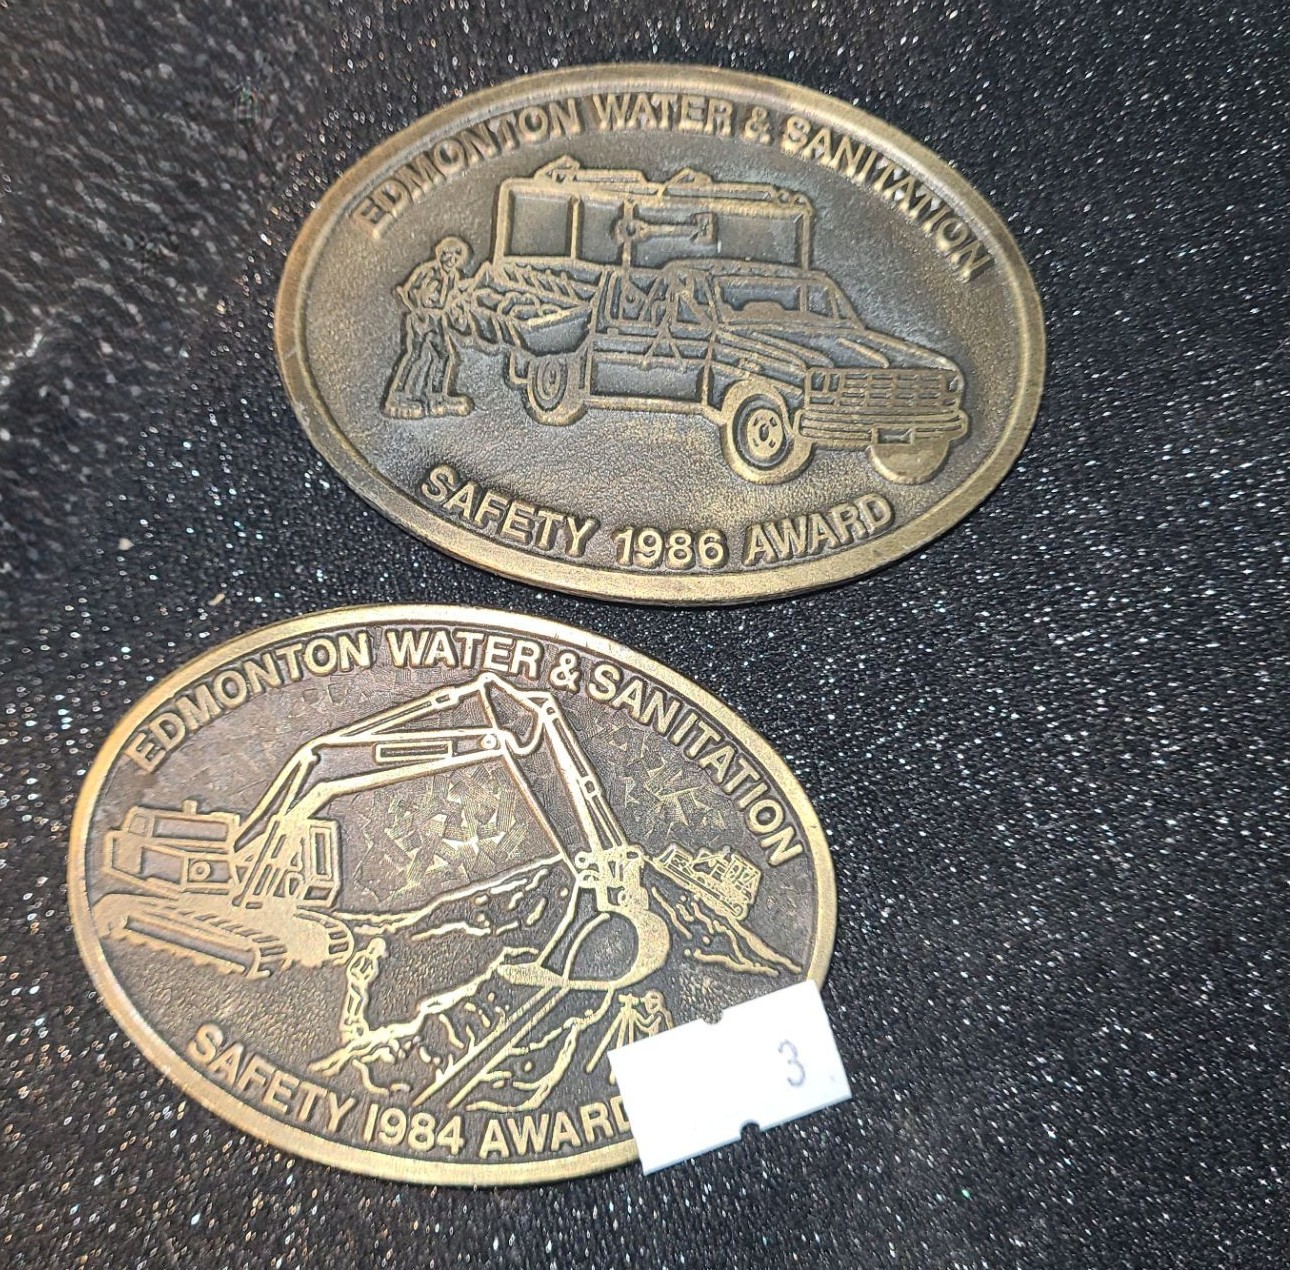 EDMONTON WATER & SANITATION
SAFETY 1986 AWARD
EDMONTON WATER & SANITATION
SAFETY 1984 AWARD
3